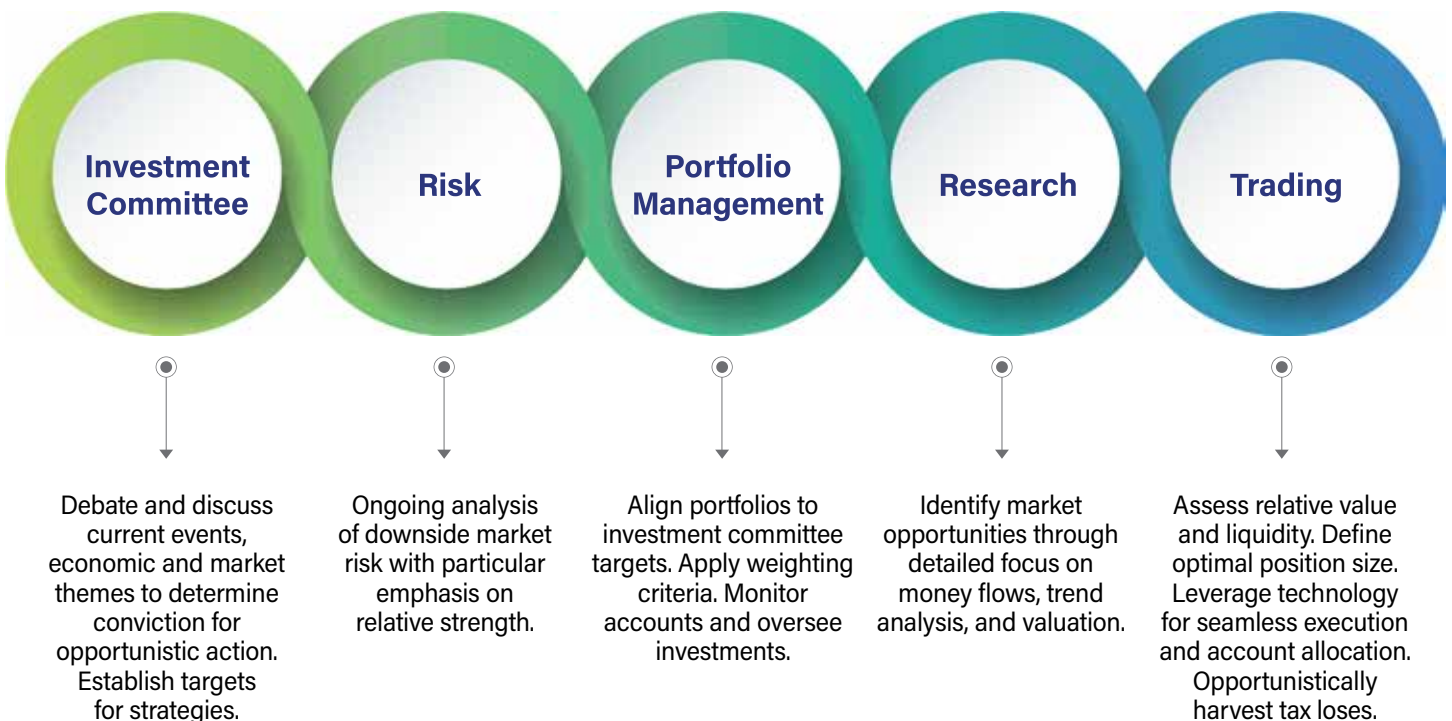 Investment
Committee
Risk
Portfolio
Management
Research
Trading
Debate and discuss
current events,
economic and market
themes to determine
conviction for
opportunistic action.
Establish targets
for strategies.
Ongoing analysis
of downside market
risk with particular
emphasis on
relative strength.
Align portfolios to
investment committee
targets. Apply weighting
criteria. Monitor
accounts and oversee
investments.
Identify market
opportunities through
detailed focus on
money flows, trend
analysis, and valuation.
Assess relative value
and liquidity. Define
optimal position size.
Leverage technology
for seamless execution
and account allocation.
Opportunistically
harvest tax loses.